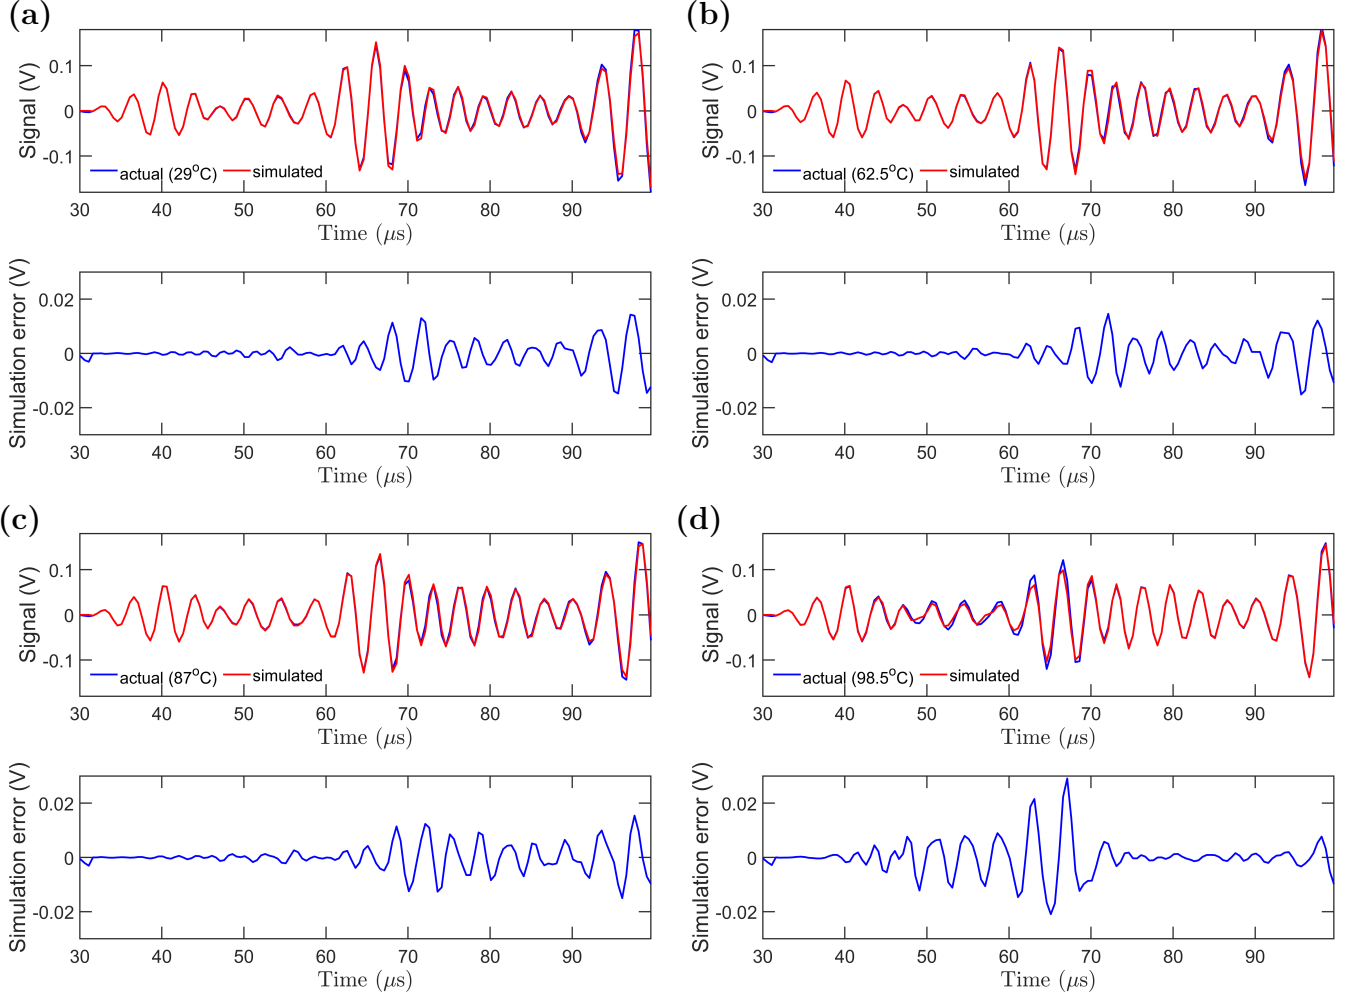 (a)
Signal (V)
0.1
0
-0.1
actual (29°C) simulated
30 40 50 60 70 80 90
Time (μs)
Simulation error (V)
0.02
0
-0.02
30 40 50 60 70 80 90
Time (μs)
(b)
Signal (V)
0.1
0
-0.1
actual (62.5°C) simulated
30 40 50 60 70 80 90
Time (μs)
Simulation error (V)
0.02
0
-0.02
30 40 50 60 70 80 90
Time (μs)
(c)
Signal (V)
0.1
0
-0.1
actual (87°C) simulated
30 40 50 60 70 80 90
Time (μs)
Simulation error (V)
0.02
0
-0.02
30 40 50 60 70 80 90
Time (μs)
(d)
Signal (V)
0.1
0
-0.1
actual (98.5°C) simulated
30 40 50 60 70 80 90
Time (μs)
Simulation error (V)
0.02
0
-0.02
30 40 50 60 70 80 90
Time (μs)